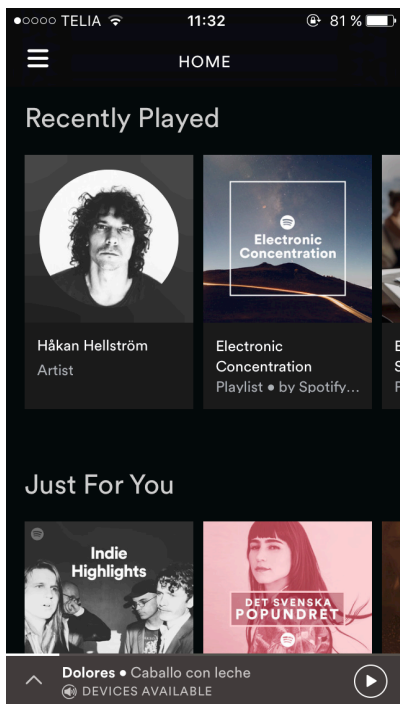 TELIA 11:32 81 %
HOME
Recently Played
Electronic
Concentration
Håkan Hellström
Artist
Electronic
Concentration
Playlist • by Spotify...
Just For You
Indie
Highlights
DET SVENSKA
POPUNDRET
Dolores • Caballo con leche
DEVICES AVAILABLE